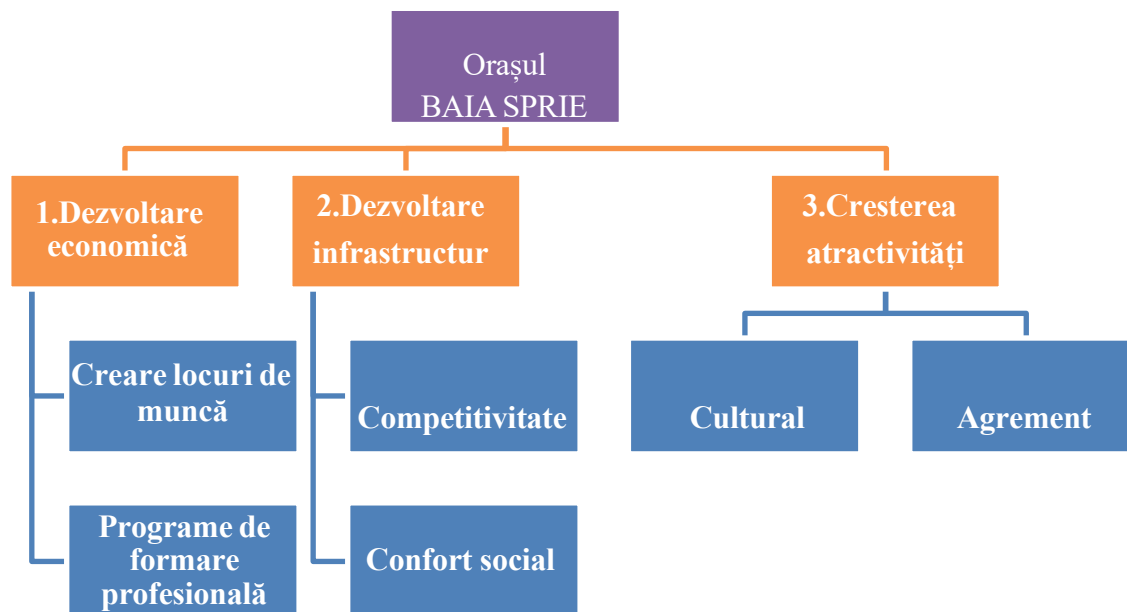 Orașul
BAIA SPRIE
1.Dezvoltare
economică
2.Dezvoltare
infrastructur
3.Cresterea
atractivități
Creare locuri de
muncă
Competitivitate
Cultural
Agrement
Programe de
formare
profesională
Confort social